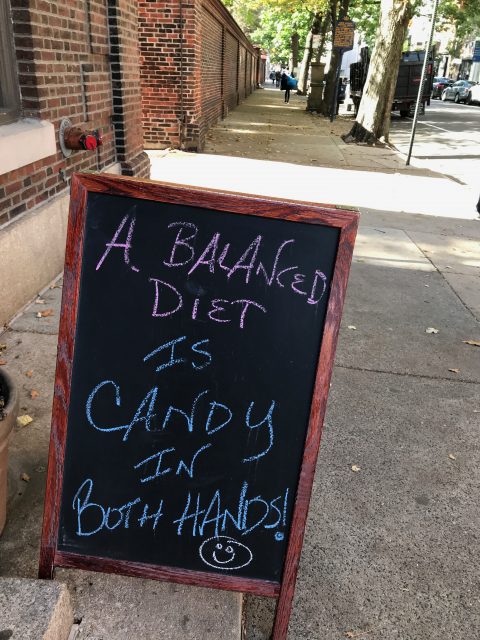 A BALANCED
DIET
IS
CANDY
IN
BOTH HANDS!